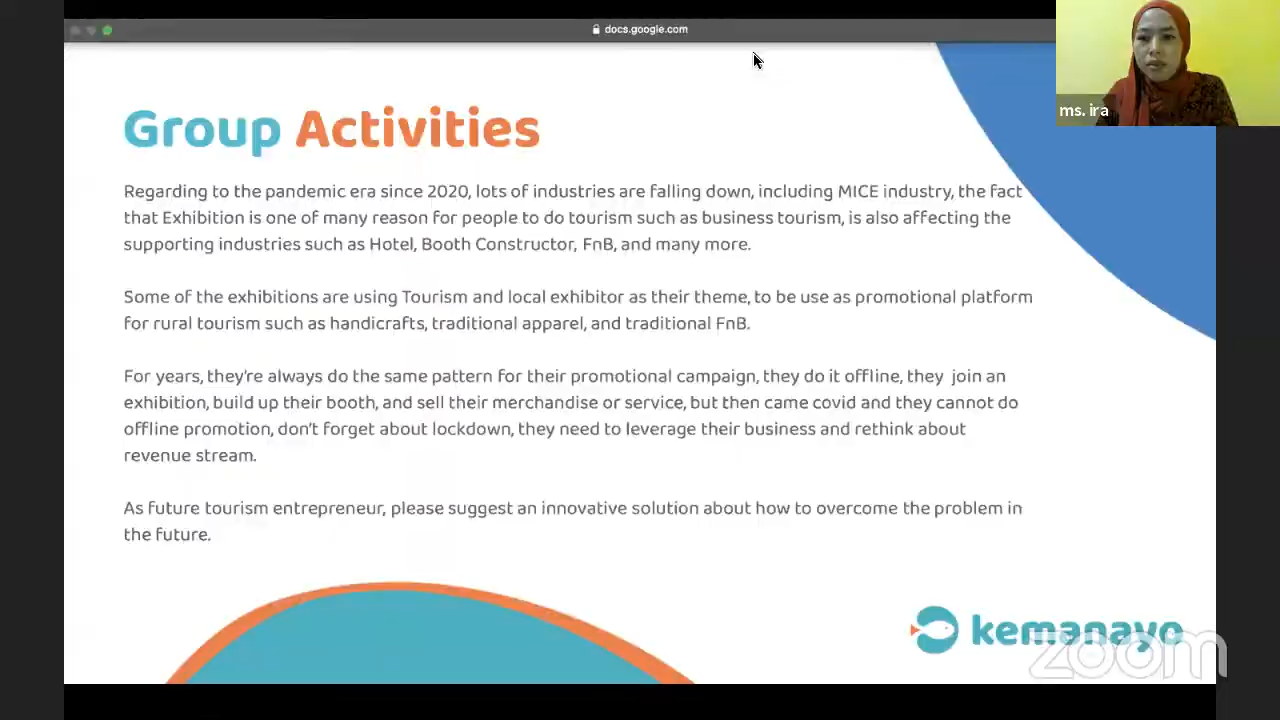 docs.google.com
ms. ira
Group Activities
Regarding to the pandemic era since 2020, lots of industries are falling down, including MICE industry, the fact
that Exhibition is one of many reason for people to do tourism such as business tourism, is also affecting the
supporting industries such as Hotel, Booth Constructor, FnB, and many more.
Some of the exhibitions are using Tourism and local exhibitor as their theme, to be use as promotional platform
for rural tourism such as handicrafts, traditional apparel, and traditional FnB.
For years, they're always do the same pattern for their promotional campaign, they do it offline, they join an
exhibition, build up their booth, and sell their merchandise or service, but then came covid and they cannot do
offline promotion, don't forget about lockdown, they need to leverage their business and rethink about
revenue stream.
As future tourism entrepreneur, please suggest an innovative solution about how to overcome the problem in
the future.
kemanayo
zoom